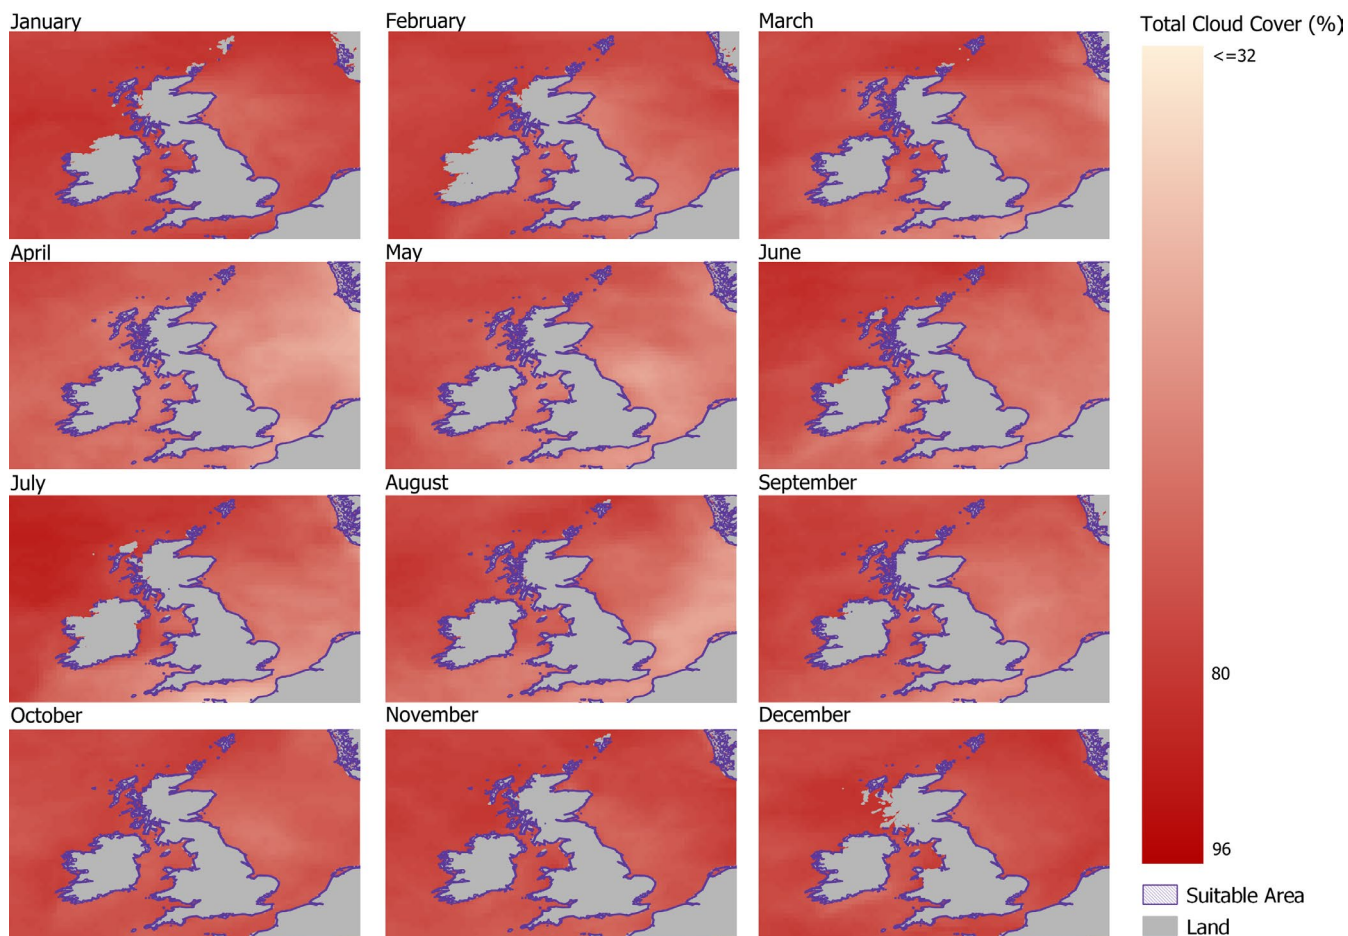 January
February
March
Total Cloud Cover (%)
<=32
April
May
June
July
August
September
80
October
November
December
96
Suitable Area
Land